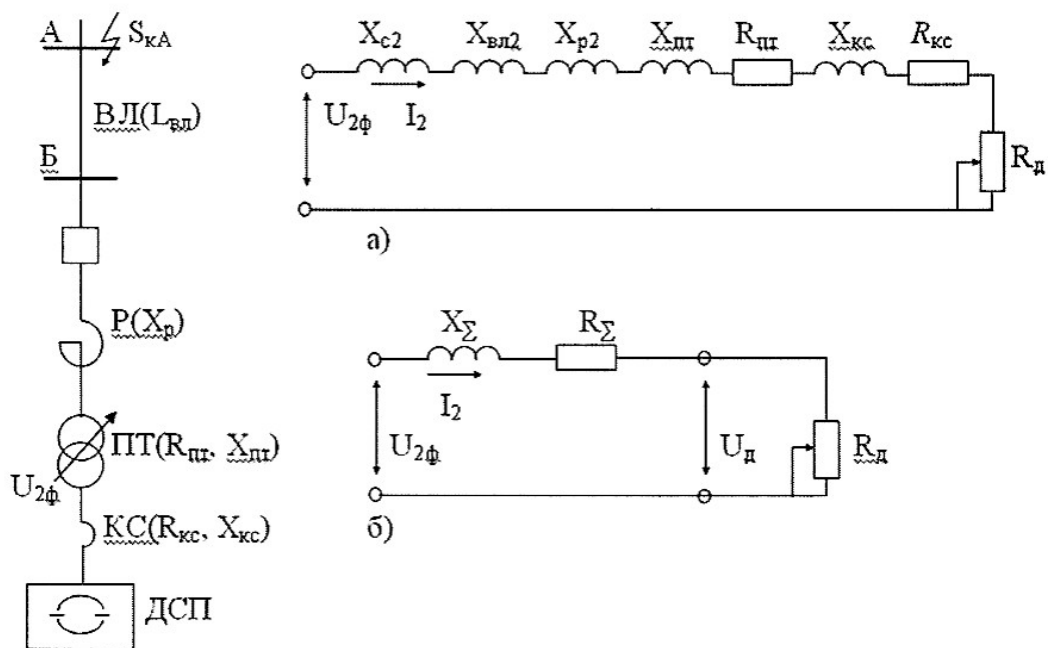 А SкА
ВЛ(Lвл)
Б
Р(Xр)
ПТ(Rпт, Xпт)
U2ф
КС(Rкс, Xкс)
ДСП
Xс2 Xвл2 Xр2 Xпт Rпт Xкс Rкс
U2ф I2
Rд
а)
XΣ RΣ
I2
U2ф Uд Rд
б)